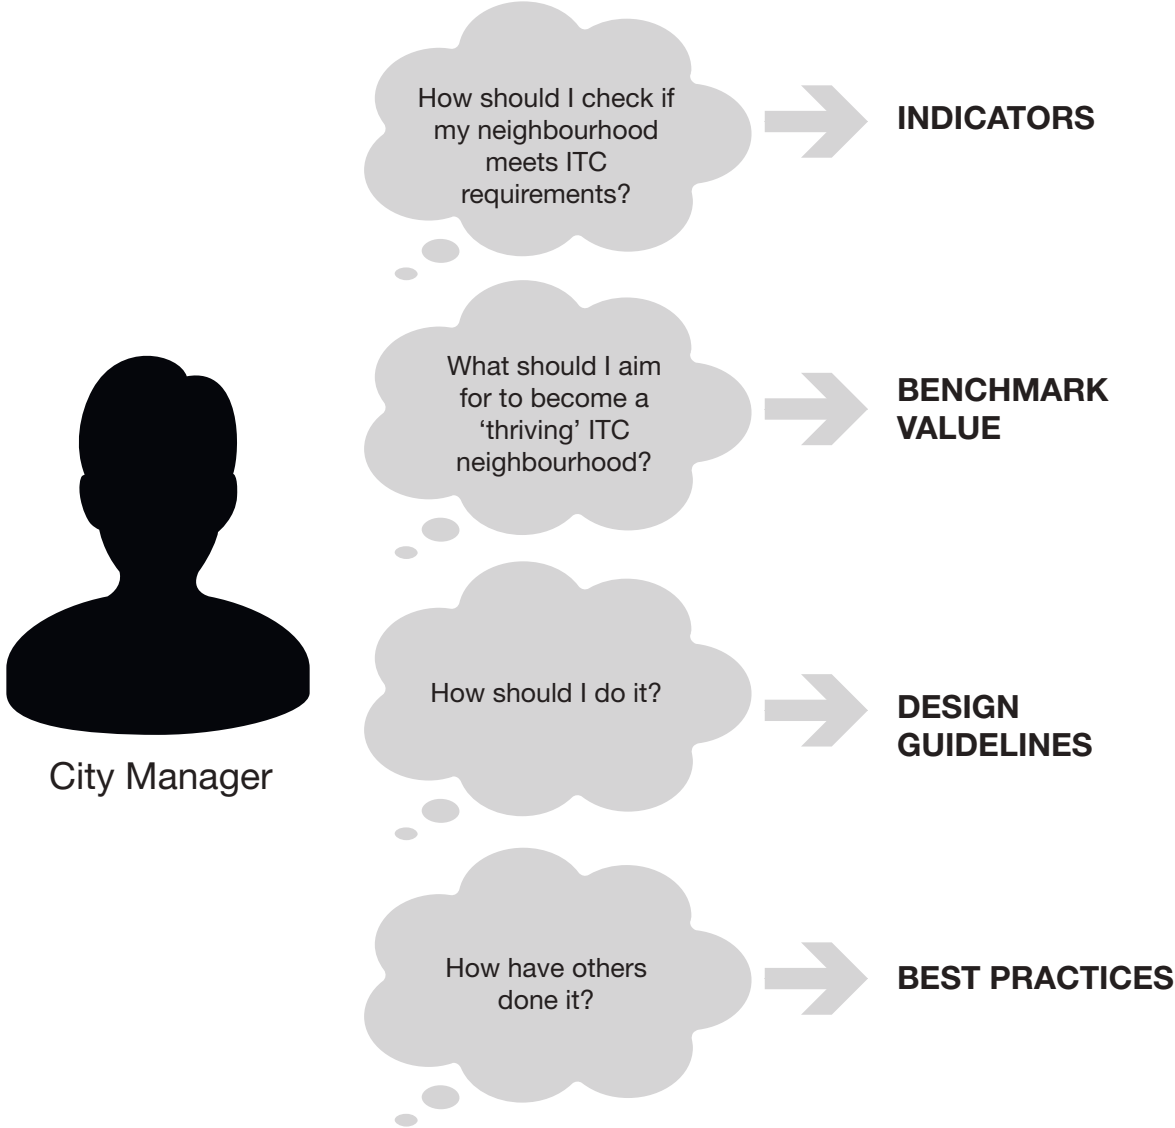 How should I check if
my neighbourhood
meets ITC
requirements?
INDICATORS
What should I aim
for to become a
‘thriving’ ITC
neighbourhood?
BENCHMARK
VALUE
How should I do it?
DESIGN
GUIDELINES
City Manager
How have others
done it?
BEST PRACTICES